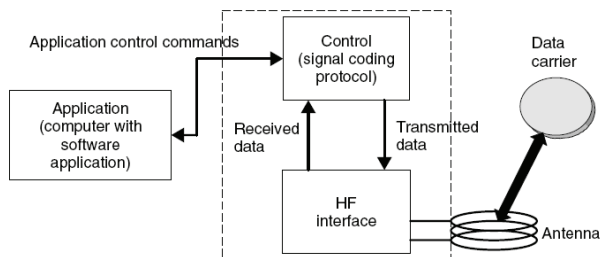 Application control commands
Control
(signal coding
protocol)
Data
carrier
Application
(computer with
software
application)
Received
data
Transmitted
data
HF
interface
Antenna